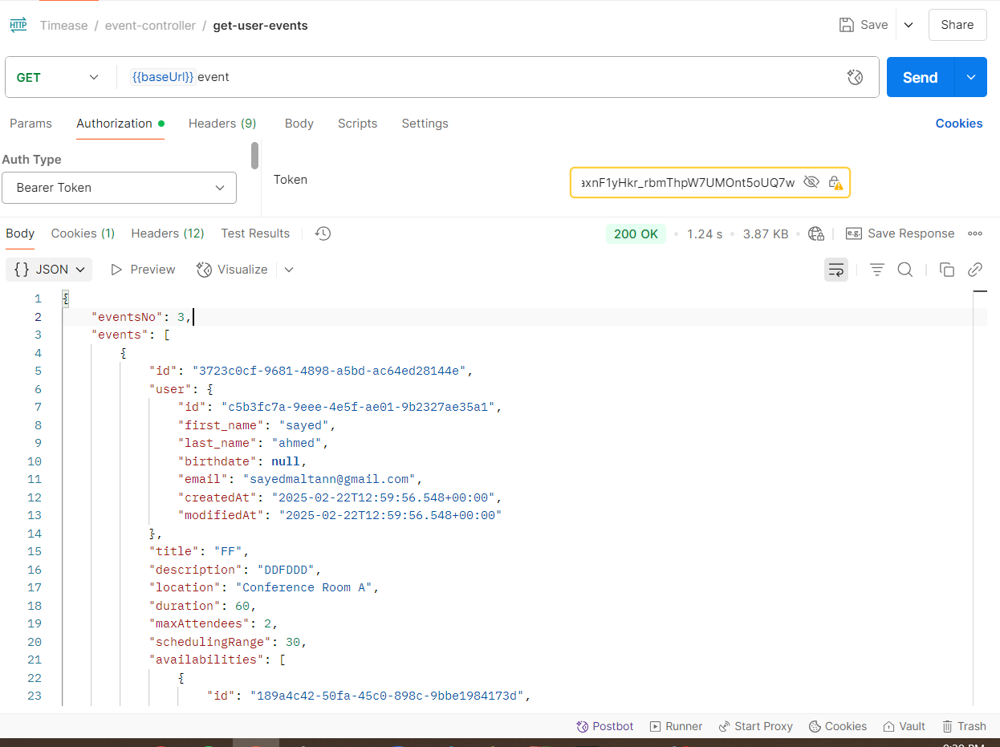 HTTP Timease / event-controller / get-user-events Save Share
GET {{baseUrl}} event Send
Params Authorization Headers (9) Body Scripts Settings Cookies
Auth Type
Bearer Token
Token
axnF1yHkr_rbmThpW7UMOnt5oUQ7w
Body Cookies (1) Headers (12) Test Results 200 OK 1.24 s 3.87 KB e.g. Save Response
{} JSON Preview Visualize
1 {
2 "eventsNo": 3,
3 "events": [
4 {
5 "id": "3723c0cf-9681-4898-a5bd-ac64ed28144e",
6 "user": {
7 "id": "c5b3fc7a-9eee-4e5f-ae01-9b2327ae35a1",
8 "first_name": "sayed",
9 "last_name": "ahmed",
10 "birthdate": null,
11 "email": "sayedmaltann@gmail.com",
12 "createdAt": "2025-02-22T12:59:56.548+00:00",
13 "modifiedAt": "2025-02-22T12:59:56.548+00:00"
14 },
15 "title": "FF",
16 "description": "DDFDDD",
17 "location": "Conference Room A",
18 "duration": 60,
19 "maxAttendees": 2,
20 "schedulingRange": 30,
21 "availabilities": [
22 {
23 "id": "189a4c42-50fa-45c0-898c-9bbe1984173d",
Postbot Runner Start Proxy Cookies Vault Trash